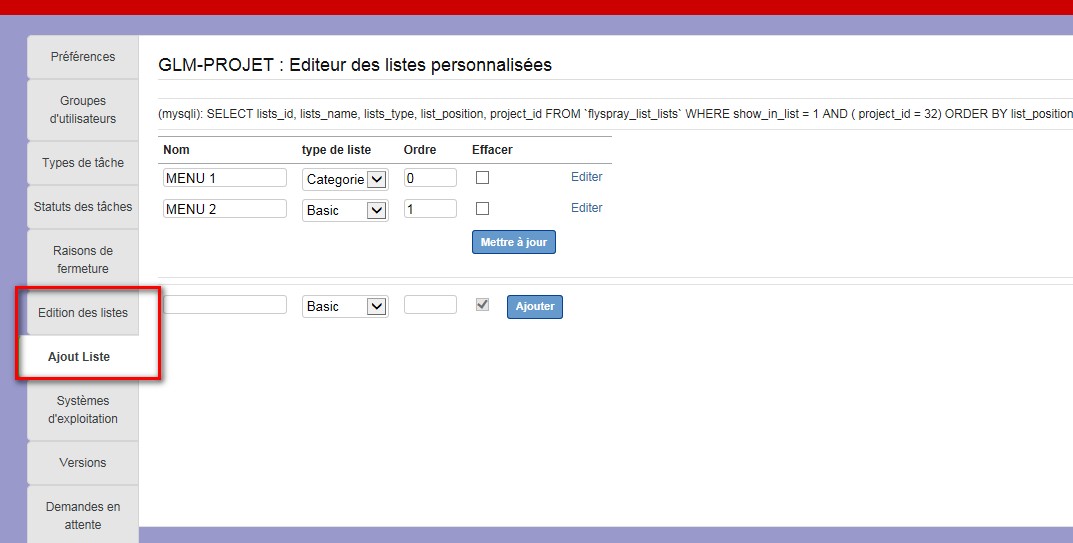 Préférences
Groupes
d'utilisateurs
Types de tâche
Statuts des tâches
Raisons de
fermeture
Edition des listes
Ajout Liste
Systèmes
d'exploitation
Versions
Demandes en
attente
GLM-PROJET : Editeur des listes personnalisées
(mysqli): SELECT lists_id, lists_name, lists_type, list_position, project_id FROM `flyspray_list_lists` WHERE show_in_list = 1 AND ( project_id = 32) ORDER BY list_position
Nom type de liste Ordre Effacer
MENU 1 Categorie 0 Editer
MENU 2 Basic 1 Editer
Mettre à jour
Basic Ajouter